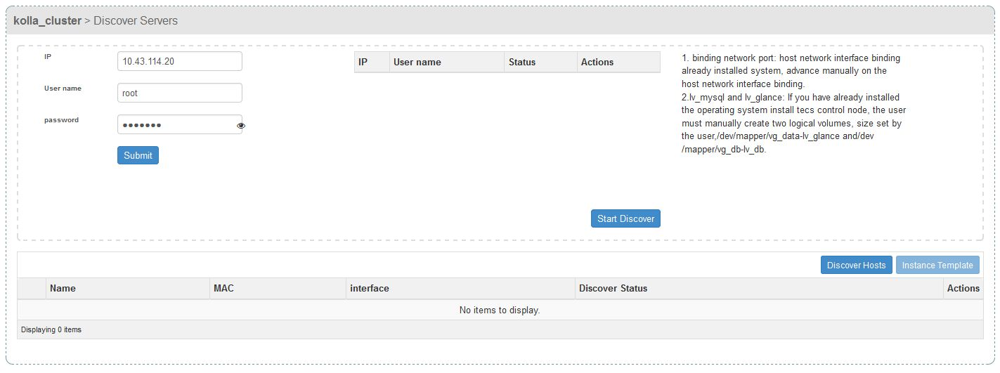 kolla_cluster > Discover Servers
IP
10.43.114.20
User name
root
password
●●●●●●●
Submit
IP User name Status Actions
Start Discover
1. binding network port: host network interface binding
already installed system, advance manually on the
host network interface binding.
2.lv_mysql and lv_glance: If you have already installed
the operating system install tecs control node, the user
must manually create two logical volumes, size set by
the user,/dev/mapper/vg_data-lv_glance and/dev
/mapper/vg_db-lv_db.
Discover Hosts Instance Template
Name MAC interface Discover Status Actions
No items to display.
Displaying 0 items